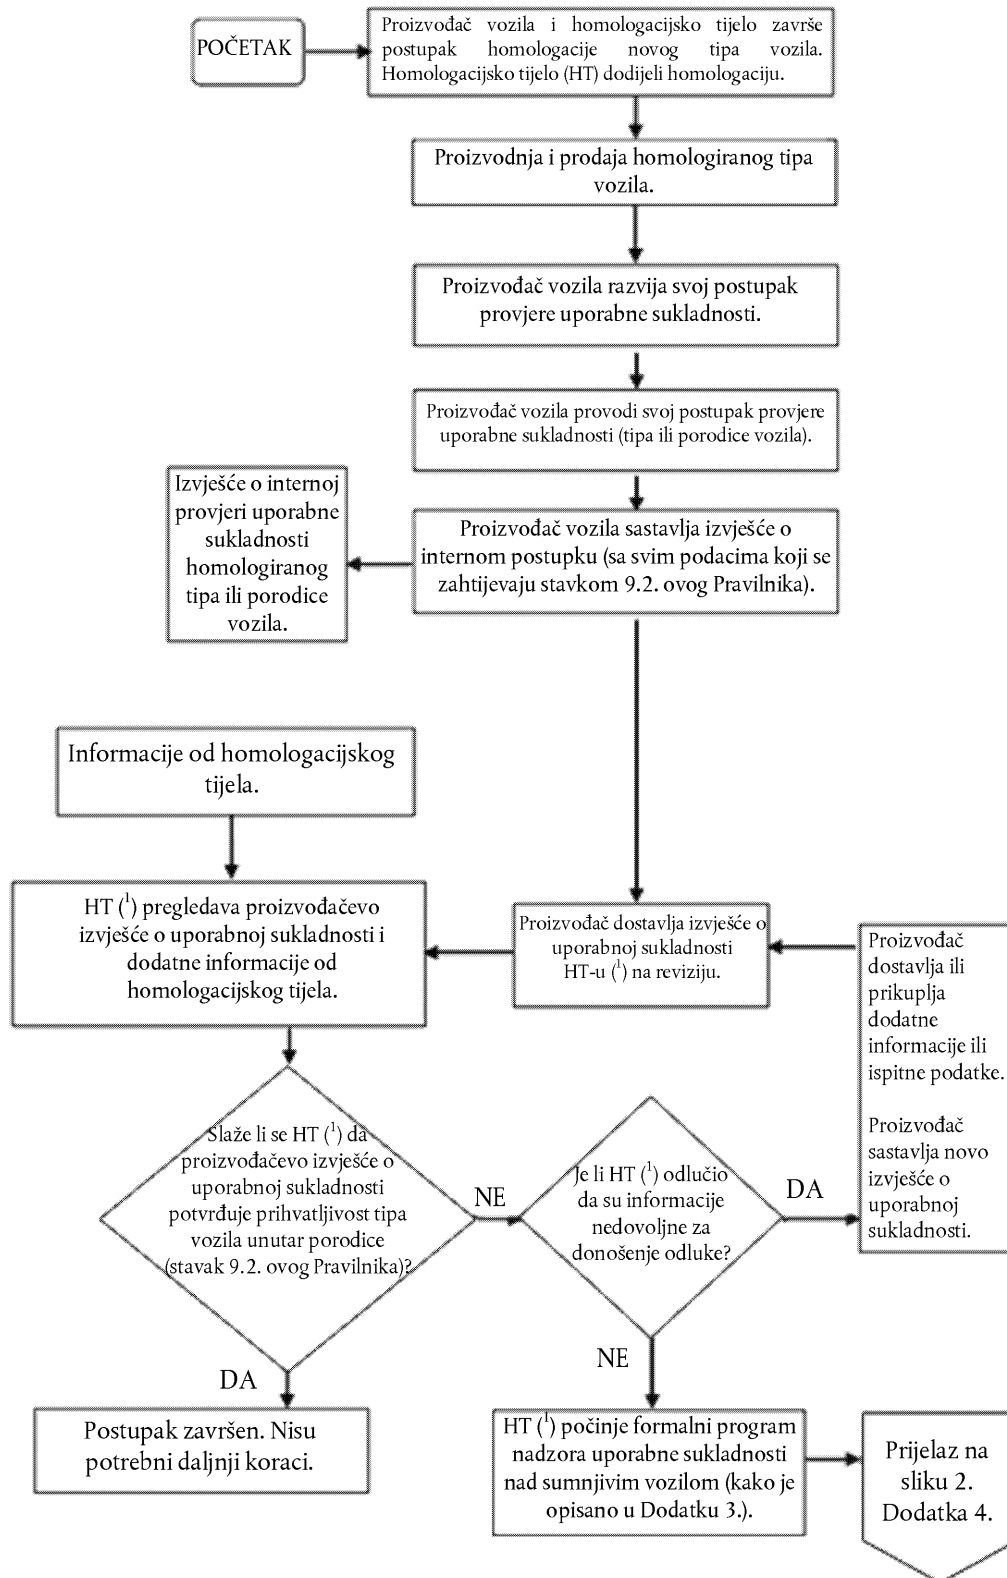 POČETAK
Proizvođač vozila i homologacijsko tijelo završe
postupak homologacije novog tipa vozila.
Homologacijsko tijelo (HT) dodijeli homologaciju.
Proizvodnja i prodaja homologiranog tipa
vozila.
Proizvođač vozila razvija svoj postupak
provjere uporabne sukladnosti.
Proizvođač vozila provodi svoj postupak provjere
uporabne sukladnosti (tipa ili porodice vozila).
Proizvođač vozila sastavlja izvješće o
internom postupku (sa svim podacima koji se
zahtijevaju stavkom 9.2. ovog Pravilnika).
Izvješće o internoj
provjeri uporabne
sukladnosti
homologiranog
tipa ili porodice
vozila.
Informacije od homologacijskog
tijela.
HT (¹) pregledava proizvođačevo
izvješće o uporabnoj sukladnosti i
dodatne informacije od
homologacijskog tijela.
Proizvođač dostavlja izvješće o
uporabnoj sukladnosti
HT-u (¹) na reviziju.
Proizvođač
dostavlja ili
prikuplja
dodatne
informacije ili
ispitne podatke.
Proizvođač
sastavlja novo
izvješće o
uporabnoj
sukladnosti.
Slaže li se HT (¹) da
proizvođačevo izvješće o
uporabnoj sukladnosti
potvrđuje prihvatljivost tipa
vozila unutar porodice
(stavak 9.2. ovog Pravilnika)?
NE
Je li HT (¹) odlučio
da su informacije
nedovoljne za
donošenje odluke?
DA
NE
DA
Postupak završen. Nisu
potrebni daljnji koraci.
HT (¹) počinje formalni program
nadzora uporabne sukladnosti
nad sumnjivim vozilom (kako je
opisano u Dodatku 3.).
Prijelaz na
sliku 2.
Dodatka 4.